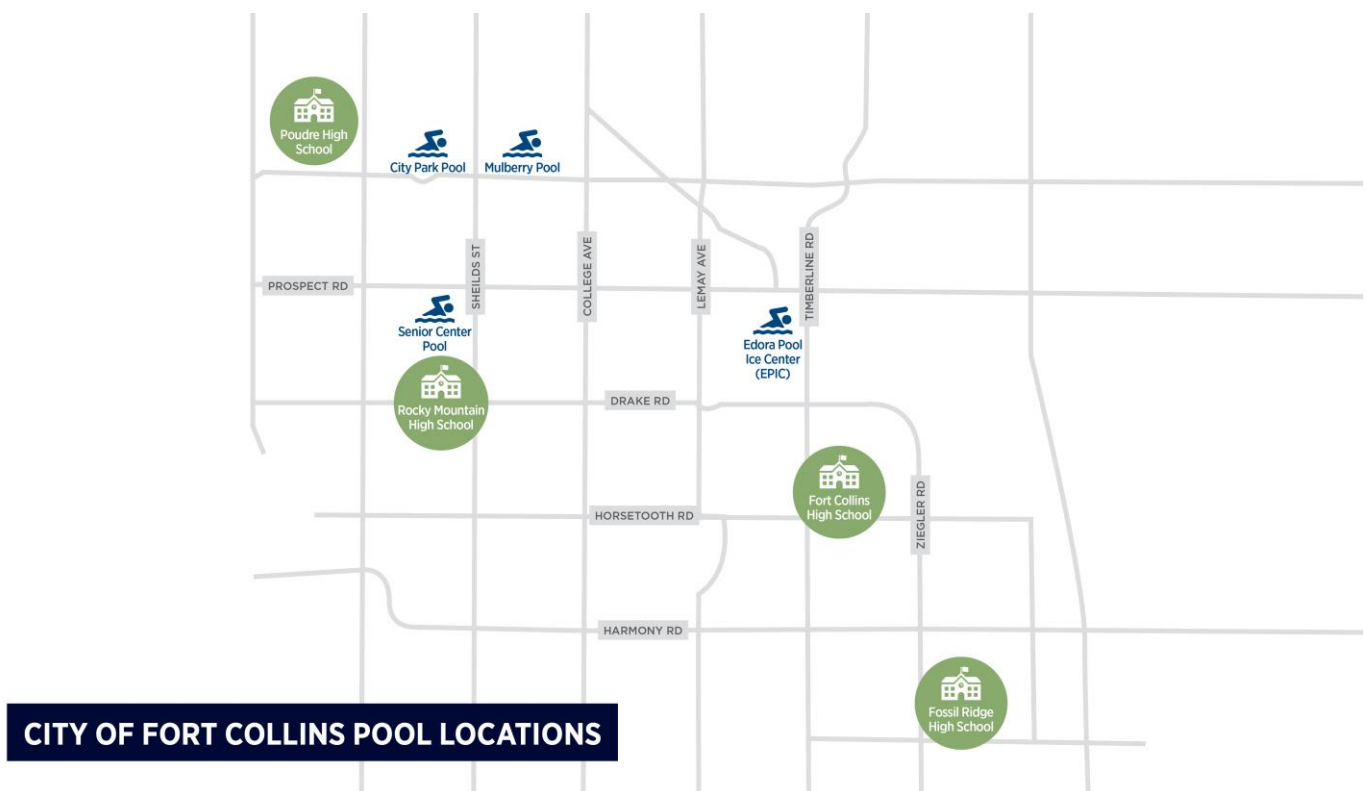 Poudre High
School
City Park Pool
Mulberry Pool
SHEILDS ST
COLLEGE AVE
LEMAY AVE
TIMBERLINE RD
PROSPECT RD
Senior Center
Pool
Edora Pool
Ice Center
(EPIC)
Rocky Mountain
High School
DRAKE RD
Fort Collins
High School
ZIEGLER RD
HORSETOOTH RD
HARMONY RD
Fossil Ridge
High School
CITY OF FORT COLLINS POOL LOCATIONS